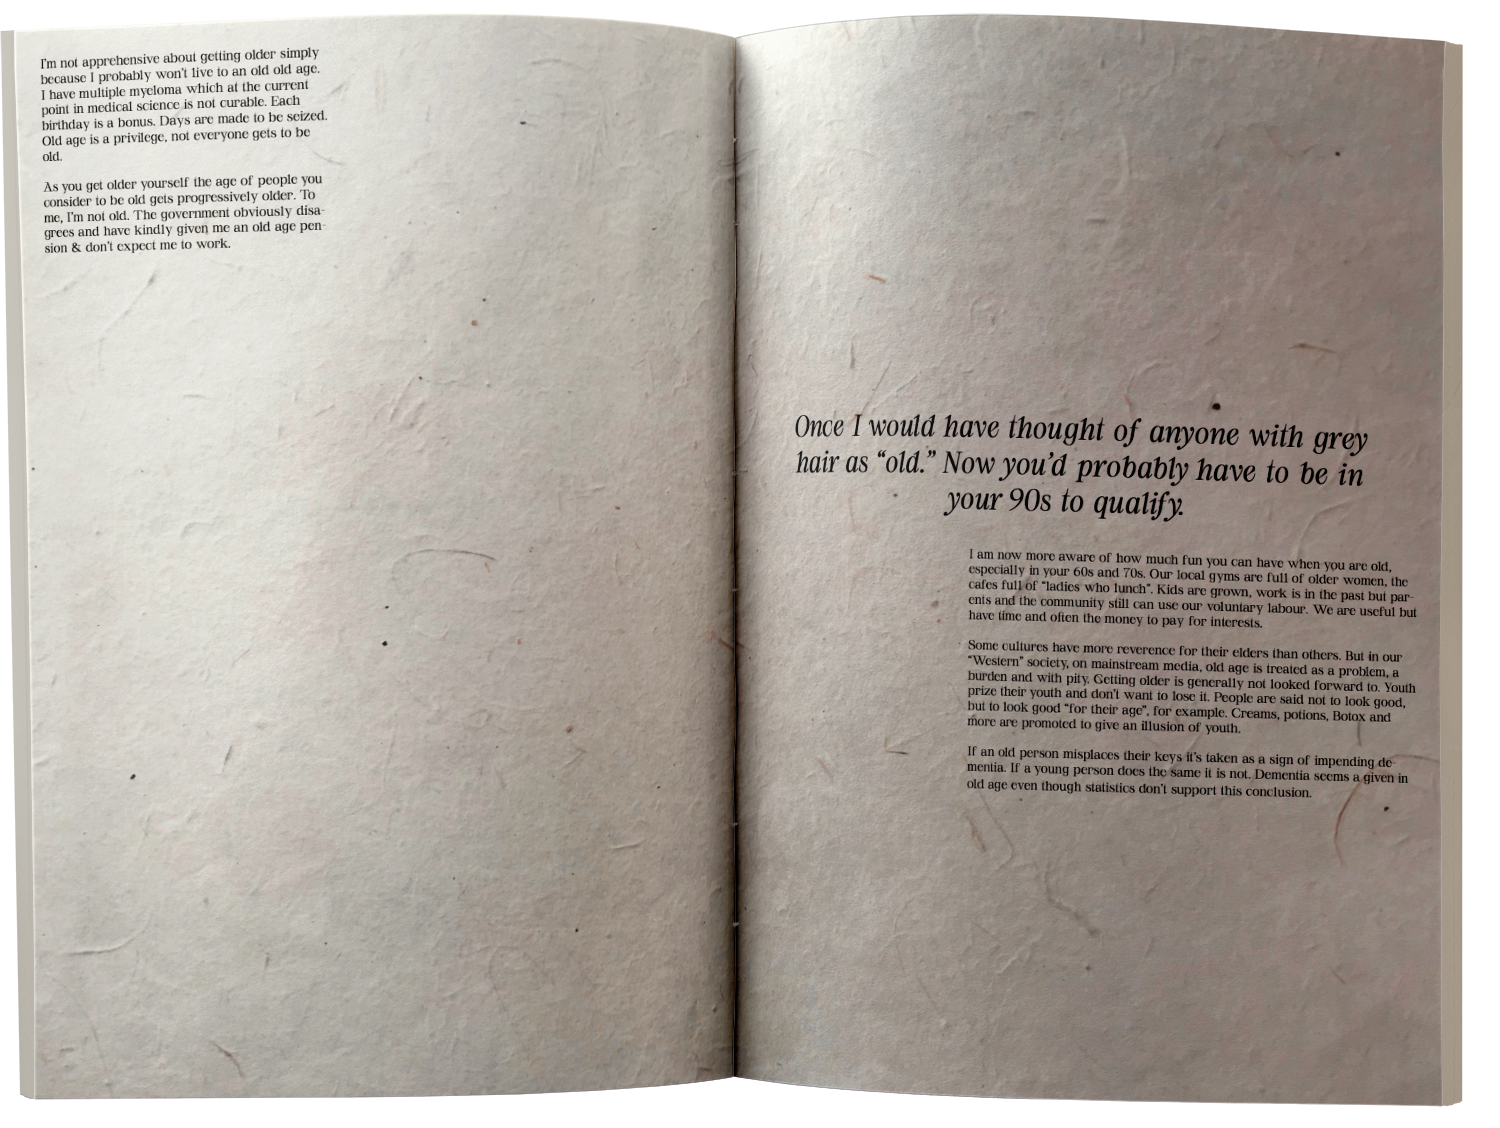 I'm not apprehensive about getting older simply
because I probably won't live to an old old age.
I have multiple myeloma which at the current
point in medical science is not curable. Each
birthday is a bonus. Days are made to be seized.
Old age is a privilege, not everyone gets to be
old.
As you get older yourself the age of people you
consider to be old gets progressively older. To
me, I'm not old. The government obviously disa-
grees and have kindly given me an old age pen-
sion & don't expect me to work.
Once I would have thought of anyone with grey
hair as “old.” Now you’d probably have to be in
your 90s to qualify.
I am now more aware of how much fun you can have when you are old,
especially in your 60s and 70s. Our local gyms are full of older women, the
cafes full of "ladies who lunch". Kids are grown, work is in the past but par-
ents and the community still can use our voluntary labour. We are useful but
have time and often the money to pay for interests.
Some cultures have more reverence for their elders than others. But in our
"Western" society, on mainstream media, old age is treated as a problem, a
burden and with pity. Getting older is generally not looked forward to. Youth
prize their youth and don't want to lose it. People are said not to look good,
but to look good "for their age", for example. Creams, potions, Botox and
more are promoted to give an illusion of youth.
If an old person misplaces their keys it's taken as a sign of impending de-
mentia. If a young person does the same it is not. Dementia seems a given in
old age even though statistics don't support this conclusion.